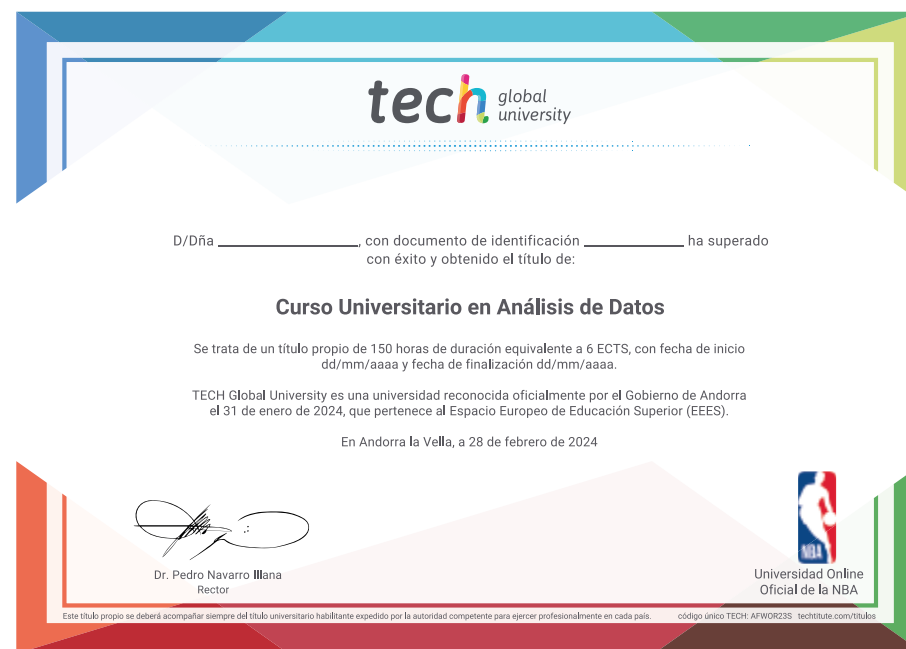 tech global university
D/Dña ____________________, con documento de identificación ______________ ha superado
con éxito y obtenido el título de:
Curso Universitario en Análisis de Datos
Se trata de un título propio de 150 horas de duración equivalente a 6 ECTS, con fecha de inicio
dd/mm/aaaa y fecha de finalización dd/mm/aaaa.
TECH Global University es una universidad reconocida oficialmente por el Gobierno de Andorra
el 31 de enero de 2024, que pertenece al Espacio Europeo de Educación Superior (EEES).
En Andorra la Vella, a 28 de febrero de 2024
Dr. Pedro Navarro Illana
Rector
NBA
Universidad Online
Oficial de la NBA
Este título propio se deberá acompañar siempre del título universitario habilitante expedido por la autoridad competente para ejercer profesionalmente en cada país.
código único TECH: AFWOR23S techtitute.com/titulos